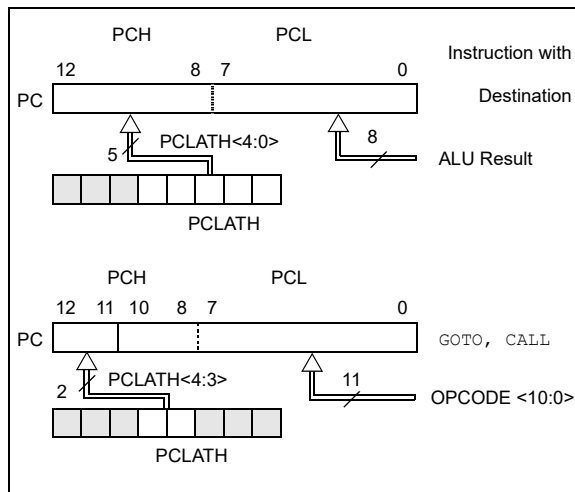 PCH PCL
12 8 7 0
Instruction with
PC
Destination
5
PCLATH<4:0>
8
ALU Result
PCLATH
PCH PCL
12 11 10 8 7 0
PC
GOTO, CALL
2
PCLATH<4:3>
11
OPCODE <10:0>
PCLATH